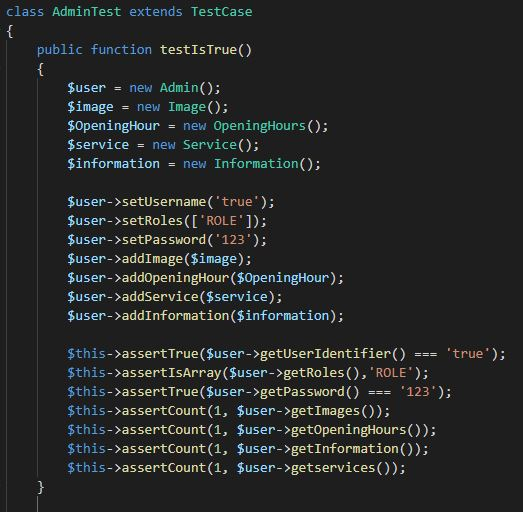 class AdminTest extends TestCase
{
    public function testIsTrue()
    {
        $user = new Admin();
        $image = new Image();
        $OpeningHour = new OpeningHours();
        $service = new Service();
        $information = new Information();

        $user->setUsername('true');
        $user->setRoles(['ROLE']);
        $user->setPassword('123');
        $user->addImage($image);
        $user->addOpeningHour($OpeningHour);
        $user->addService($service);
        $user->addInformation($information);

        $this->assertTrue($user->getUserIdentifier() === 'true');
        $this->assertIsArray($user->getRoles(),'ROLE');
        $this->assertTrue($user->getPassword() === '123');
        $this->assertCount(1, $user->getImages());
        $this->assertCount(1, $user->getOpeningHours());
        $this->assertCount(1, $user->getInformation());
        $this->assertCount(1, $user->getservices());
    }